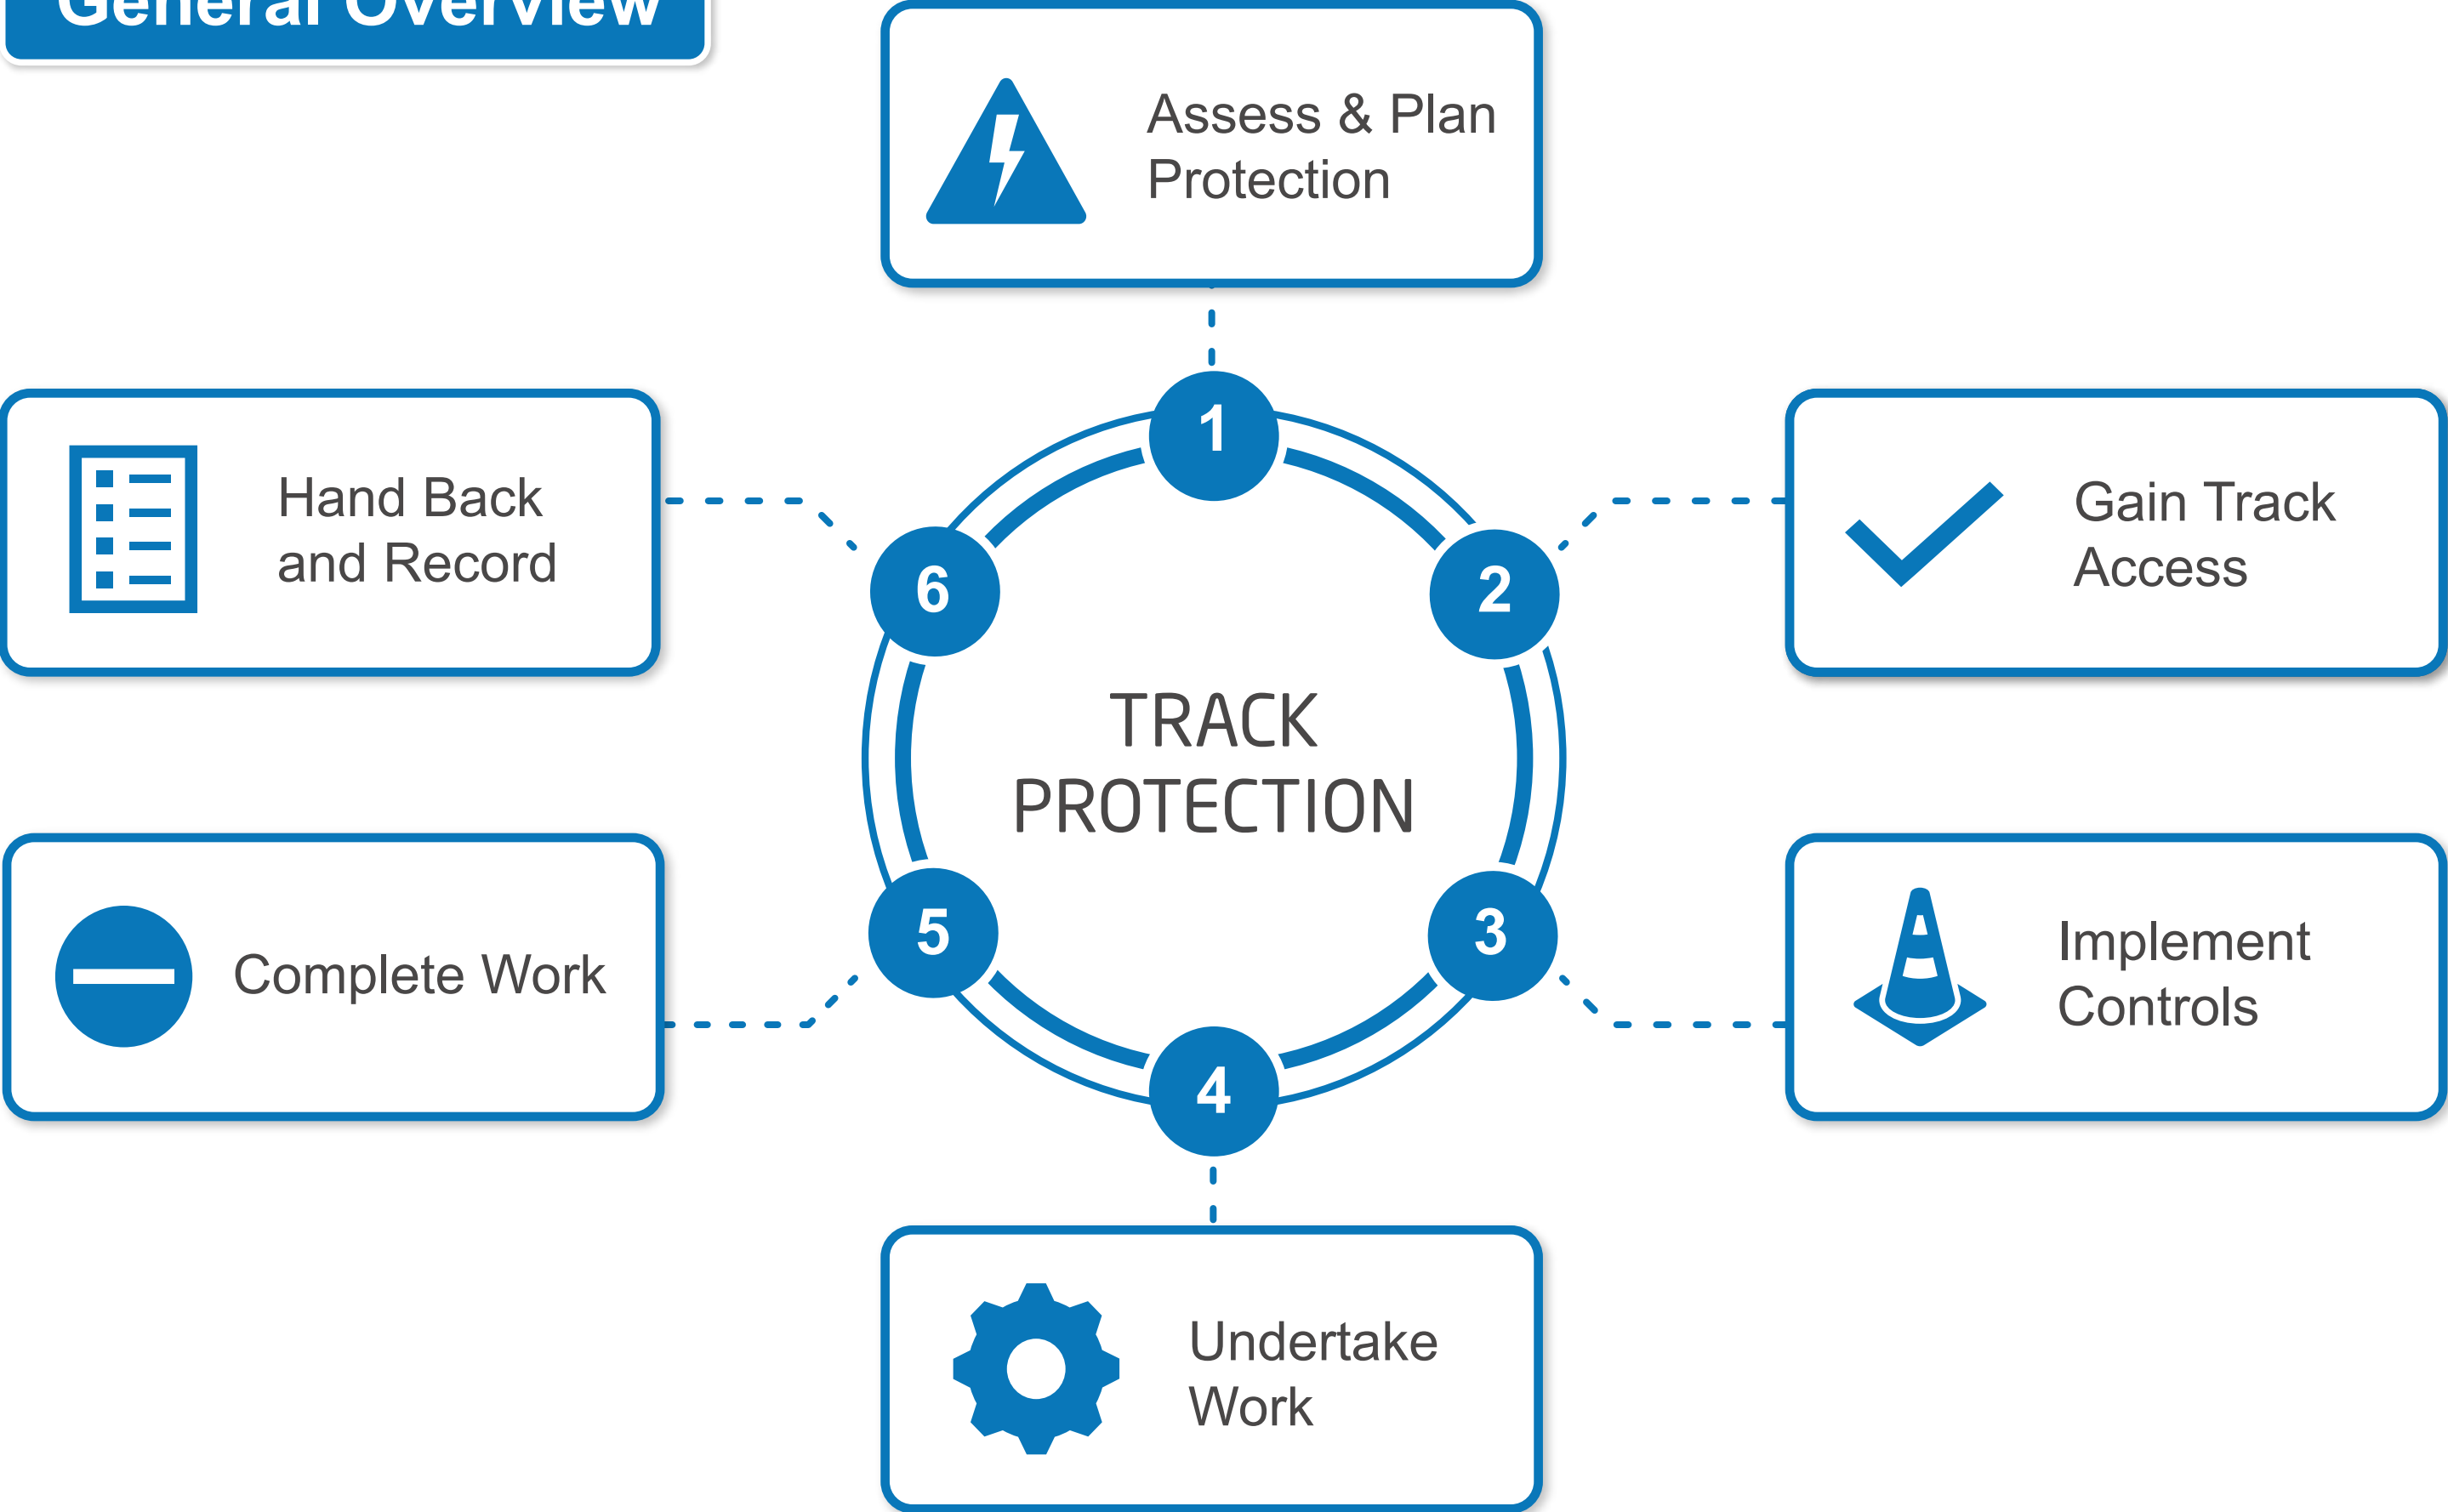 General Overview
Assess & Plan
Protection
1
Hand Back
and Record
Gain Track
Access
6
2
TRACK
PROTECTION
Complete Work
5
3
Implement
Controls
4
Undertake
Work